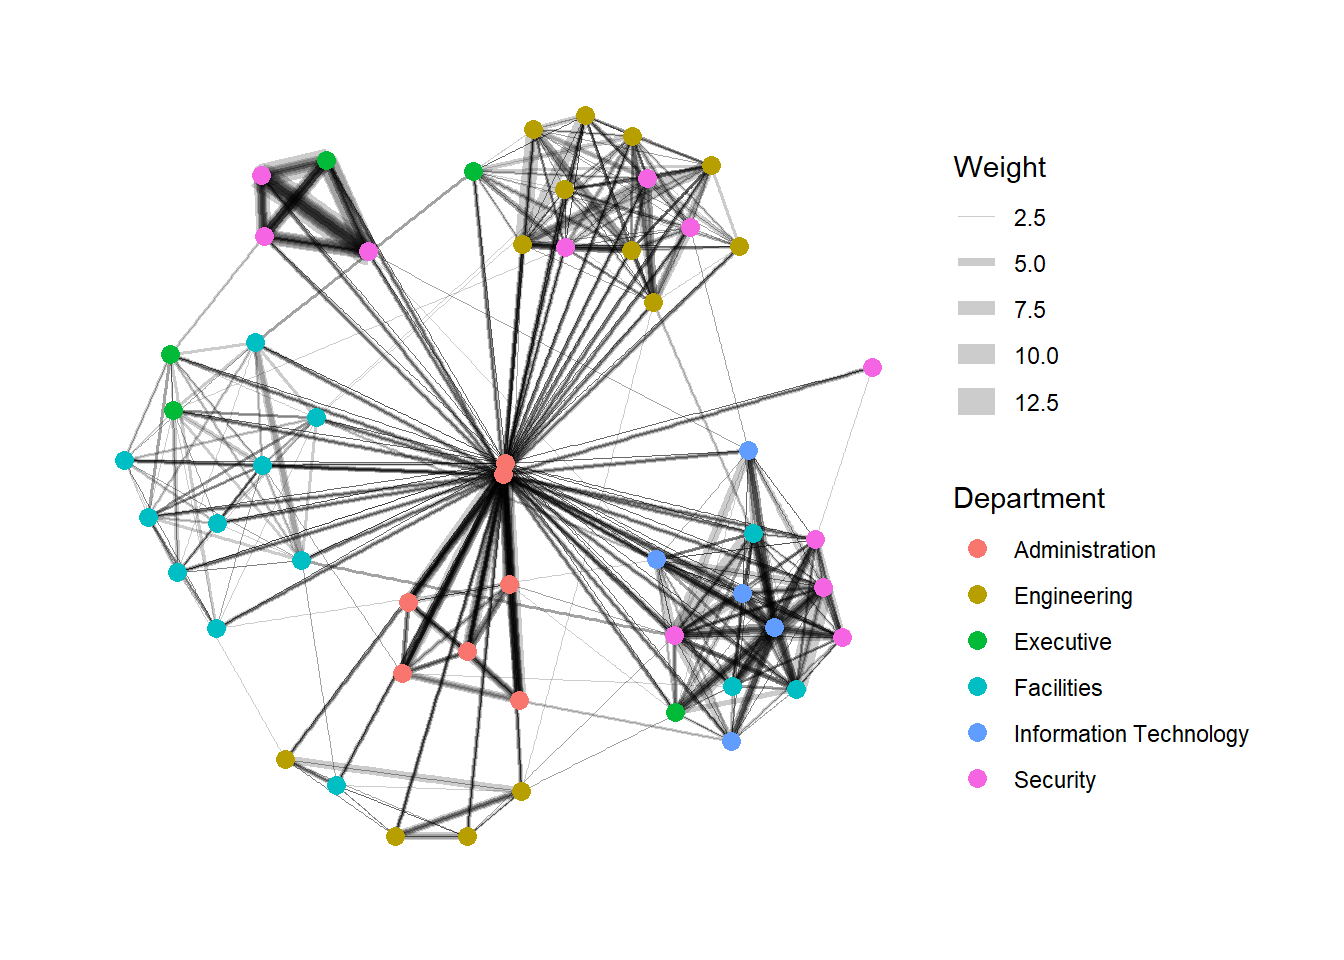 Weight
2.5
5.0
7.5
10.0
12.5
Department
Administration
Engineering
Executive
Facilities
Information Technology
Security